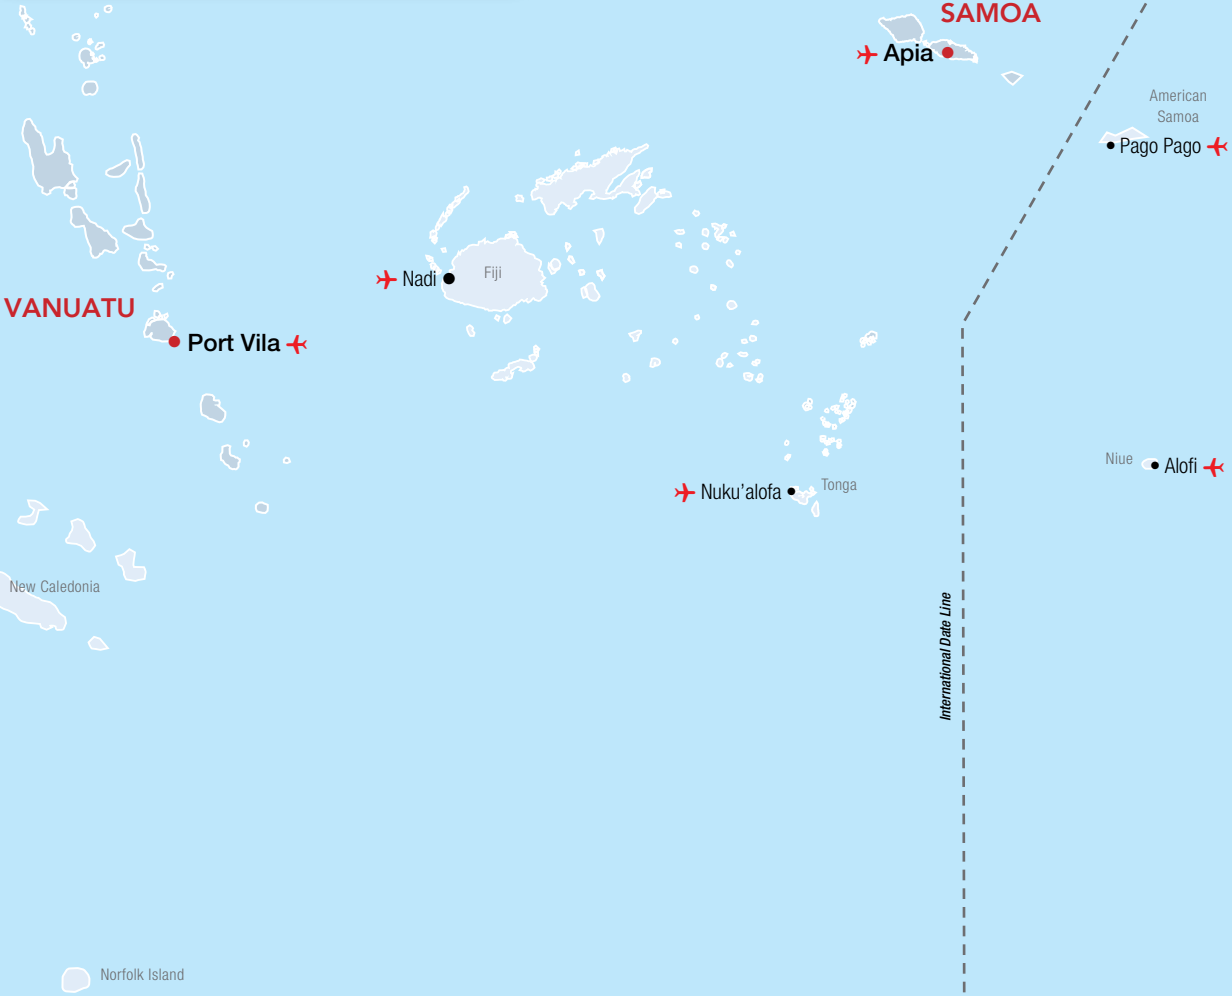 SAMOA
Apia
American
Samoa
Pago Pago
Nadi
Fiji
VANUATU
Port Vila
Niue
Alofi
Nuku’alofa
Tonga
New Caledonia
International Date Line
Norfolk Island